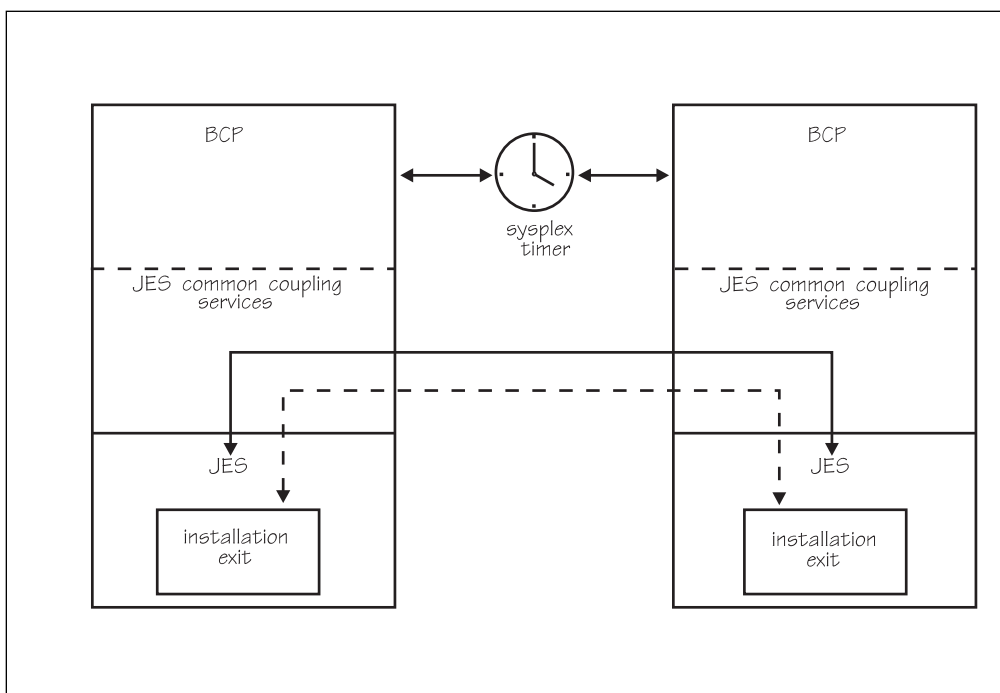 BCP
JES common coupling
services
JES
installation
exit
sysplex
timer
BCP
JES common coupling
services
JES
installation
exit